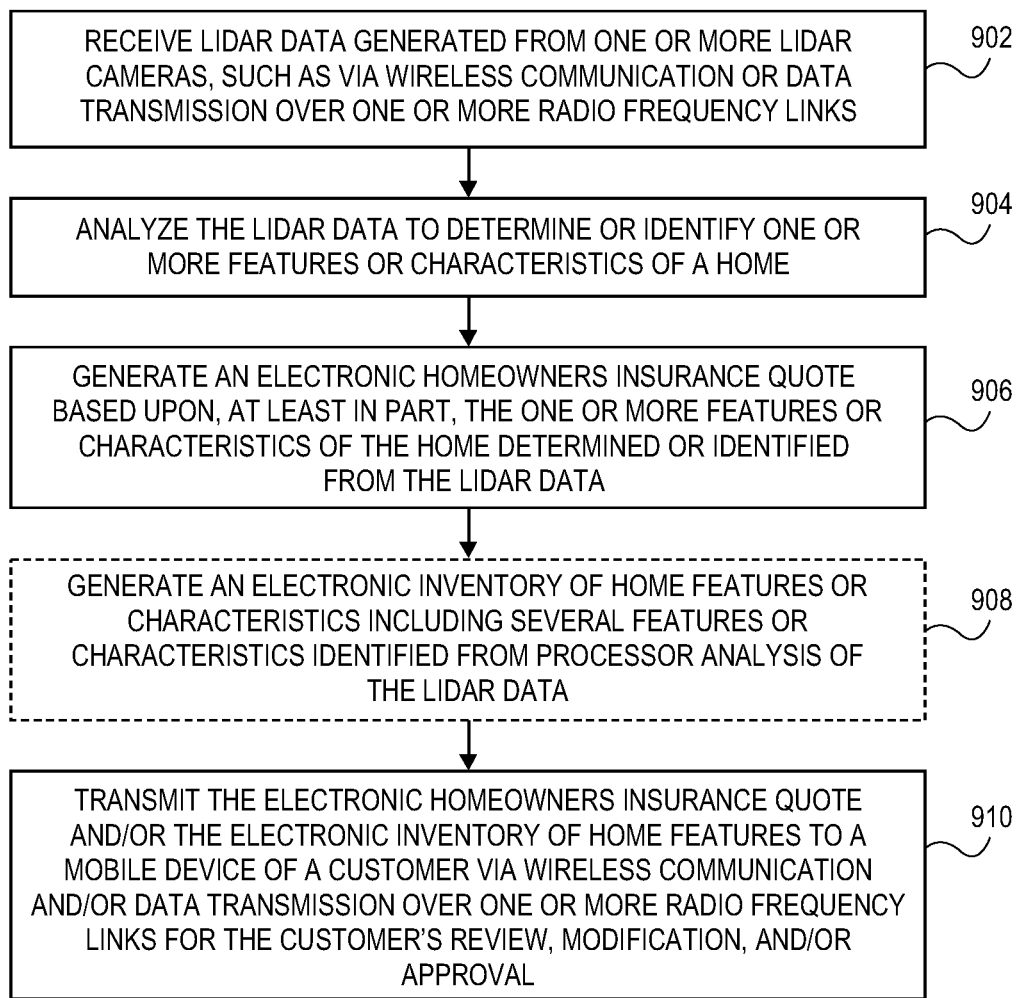 RECEIVE LIDAR DATA GENERATED FROM ONE OR MORE LIDAR
CAMERAS, SUCH AS VIA WIRELESS COMMUNICATION OR DATA
TRANSMISSION OVER ONE OR MORE RADIO FREQUENCY LINKS
902
ANALYZE THE LIDAR DATA TO DETERMINE OR IDENTIFY ONE OR
MORE FEATURES OR CHARACTERISTICS OF A HOME
904
GENERATE AN ELECTRONIC HOMEOWNERS INSURANCE QUOTE
BASED UPON, AT LEAST IN PART, THE ONE OR MORE FEATURES OR
CHARACTERISTICS OF THE HOME DETERMINED OR IDENTIFIED
FROM THE LIDAR DATA
906
GENERATE AN ELECTRONIC INVENTORY OF HOME FEATURES OR
CHARACTERISTICS INCLUDING SEVERAL FEATURES OR
CHARACTERISTICS IDENTIFIED FROM PROCESSOR ANALYSIS OF
THE LIDAR DATA
908
TRANSMIT THE ELECTRONIC HOMEOWNERS INSURANCE QUOTE
AND/OR THE ELECTRONIC INVENTORY OF HOME FEATURES TO A
MOBILE DEVICE OF A CUSTOMER VIA WIRELESS COMMUNICATION
AND/OR DATA TRANSMISSION OVER ONE OR MORE RADIO FREQUENCY
LINKS FOR THE CUSTOMER'S REVIEW, MODIFICATION, AND/OR
APPROVAL
910